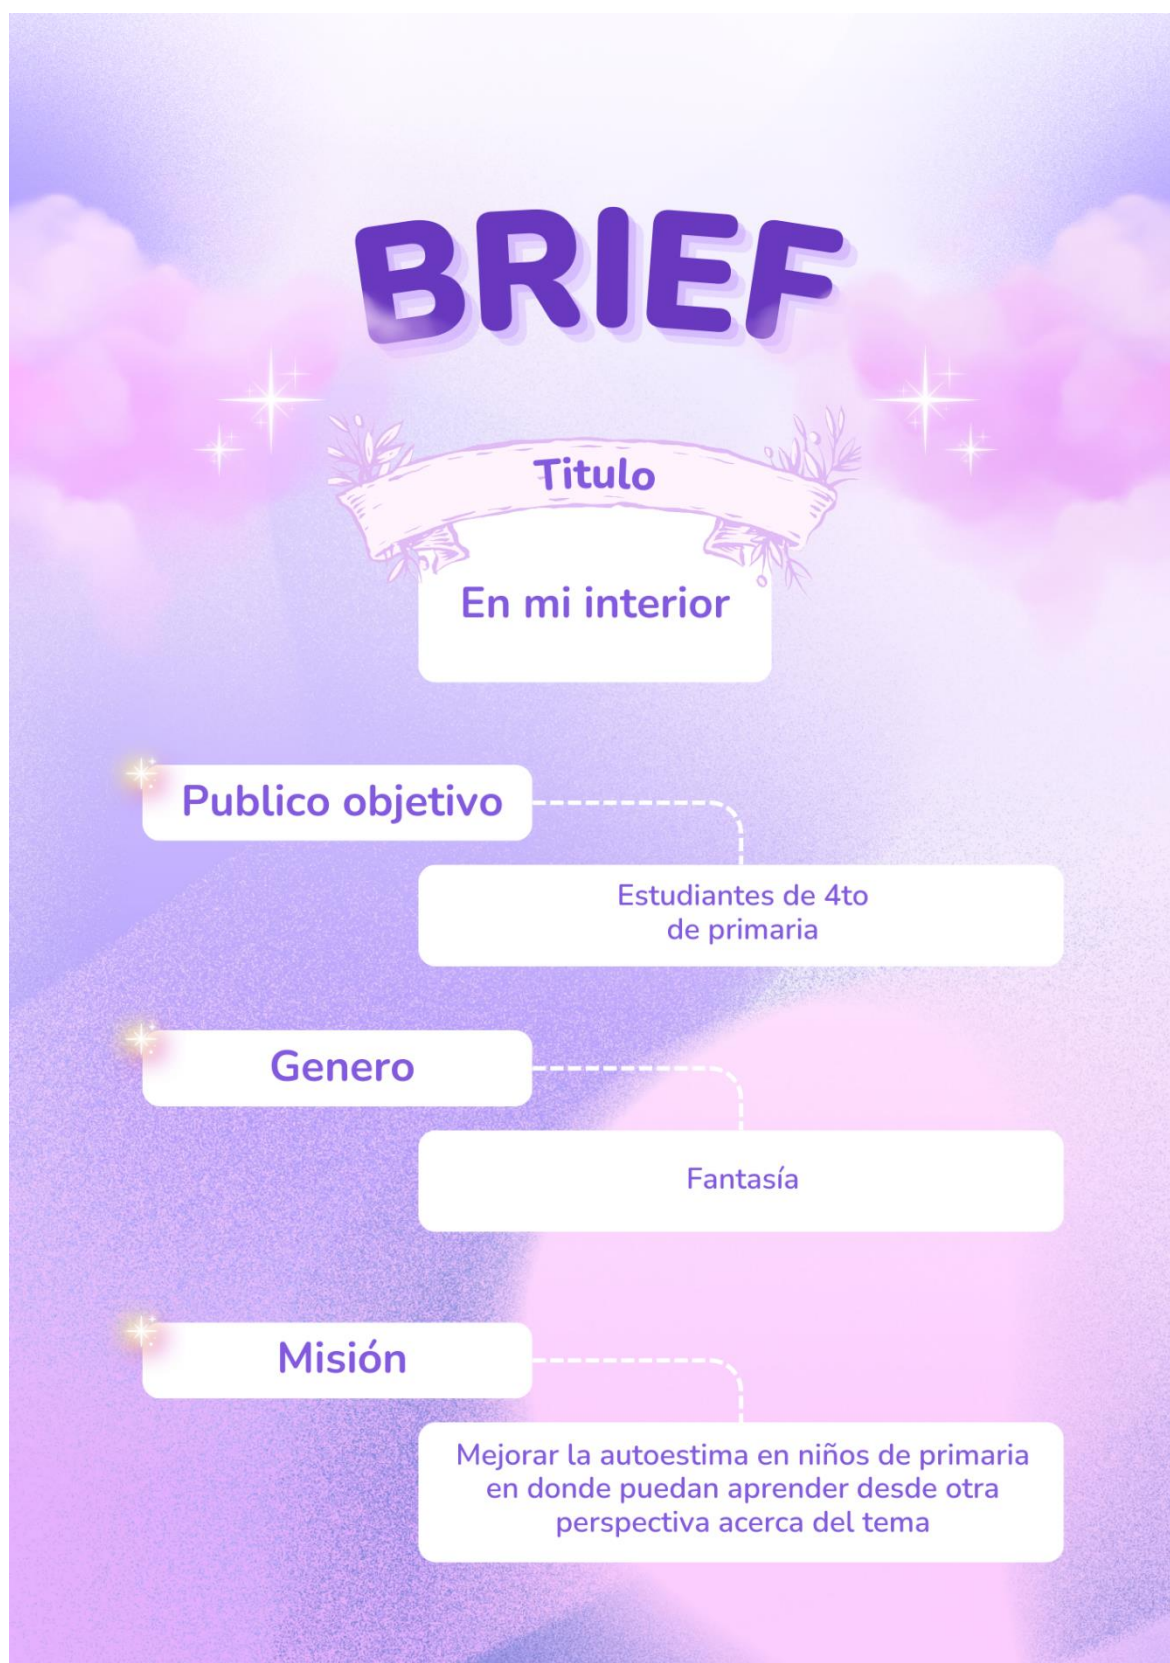 BRIEF
Titulo
En mi interior
Publico objetivo
Estudiantes de 4to
de primaria
Genero
Fantasía
Misión
Mejorar la autoestima en niños de primaria
en donde puedan aprender desde otra
perspectiva acerca del tema